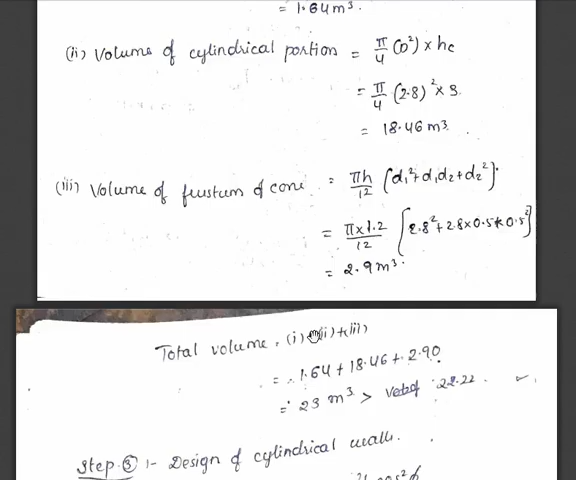 = 1.64 m³.
(ii) Volume of cylindrical portion = π/4 (D²) × hc
= π/4 (2.8)² × 3
= 18.46 m³
(iii) Volume of frustum of cone = πh/12 (d₁²+d₁d₂+d₂²)
= π×1.2/12 [2.8²+2.8×0.5+0.5²]
= 2.9 m³.
Total volume = (i)+(ii)+(iii)
= 1.64 + 18.46 + 2.90
= 23 m³ > 22.22
Step ③ :- Design of cylindrical walls.